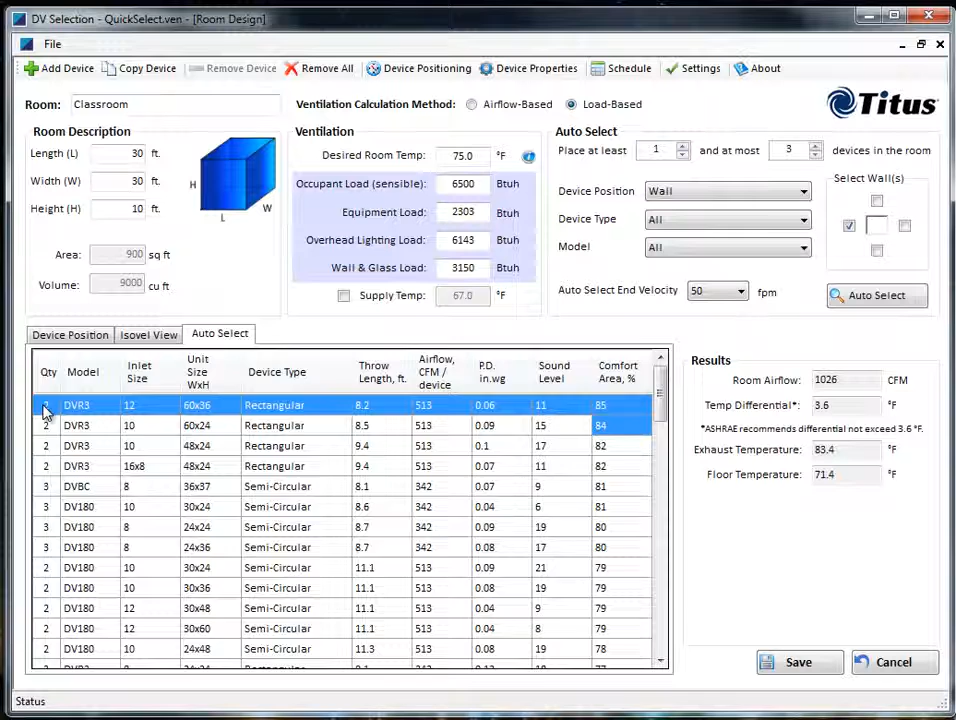 DV Selection - QuickSelect.ven - [Room Design]
File
Add Device Copy Device Remove Device Remove All Device Positioning Device Properties Schedule Settings About
Room: Classroom Ventilation Calculation Method: Airflow-Based Load-Based Titus
Room Description Ventilation Auto Select
Length (L) 30 ft.
Width (W) 30 ft.
Height (H) 10 ft.
H
W
L
Area: 900 sq ft
Volume: 9000 cu ft
Desired Room Temp: 75.0 °F
Occupant Load (sensible): 6500 Btuh
Equipment Load: 2303 Btuh
Overhead Lighting Load: 6143 Btuh
Wall & Glass Load: 3150 Btuh
Supply Temp: 67.0 °F
Place at least 1 and at most 3 devices in the room
Device Position Wall
Device Type All
Model All
Select Wall(s)
Auto Select End Velocity 50 fpm
Auto Select
Device Position Isovel View Auto Select
Qty Model Inlet Size Unit Size WxH Device Type Throw Length, ft. Airflow, CFM / device P.D. in.wg Sound Level Comfort Area, %
DVR3 12 60x36 Rectangular 8.2 513 0.06 11 85
2 DVR3 10 60x24 Rectangular 8.5 513 0.09 15 84
2 DVR3 10 48x24 Rectangular 9.4 513 0.1 17 82
2 DVR3 16x8 48x24 Rectangular 9.4 513 0.07 11 82
3 DVBC 8 36x37 Semi-Circular 8.1 342 0.07 9 81
3 DV180 10 30x24 Semi-Circular 8.6 342 0.04 6 81
3 DV180 8 24x24 Semi-Circular 8.7 342 0.09 19 80
3 DV180 8 24x36 Semi-Circular 8.7 342 0.08 17 80
2 DV180 10 30x24 Semi-Circular 11.1 513 0.09 21 79
2 DV180 10 30x36 Semi-Circular 11.1 513 0.08 19 79
2 DV180 12 30x48 Semi-Circular 11.1 513 0.04 9 79
2 DV180 12 30x60 Semi-Circular 11.1 513 0.04 8 79
2 DV180 10 24x48 Semi-Circular 11.3 513 0.08 18 78
Results
Room Airflow: 1026 CFM
Temp Differential*: 3.6 °F
*ASHRAE recommends differential not exceed 3.6 °F.
Exhaust Temperature: 83.4 °F
Floor Temperature: 71.4 °F
Save Cancel
Status